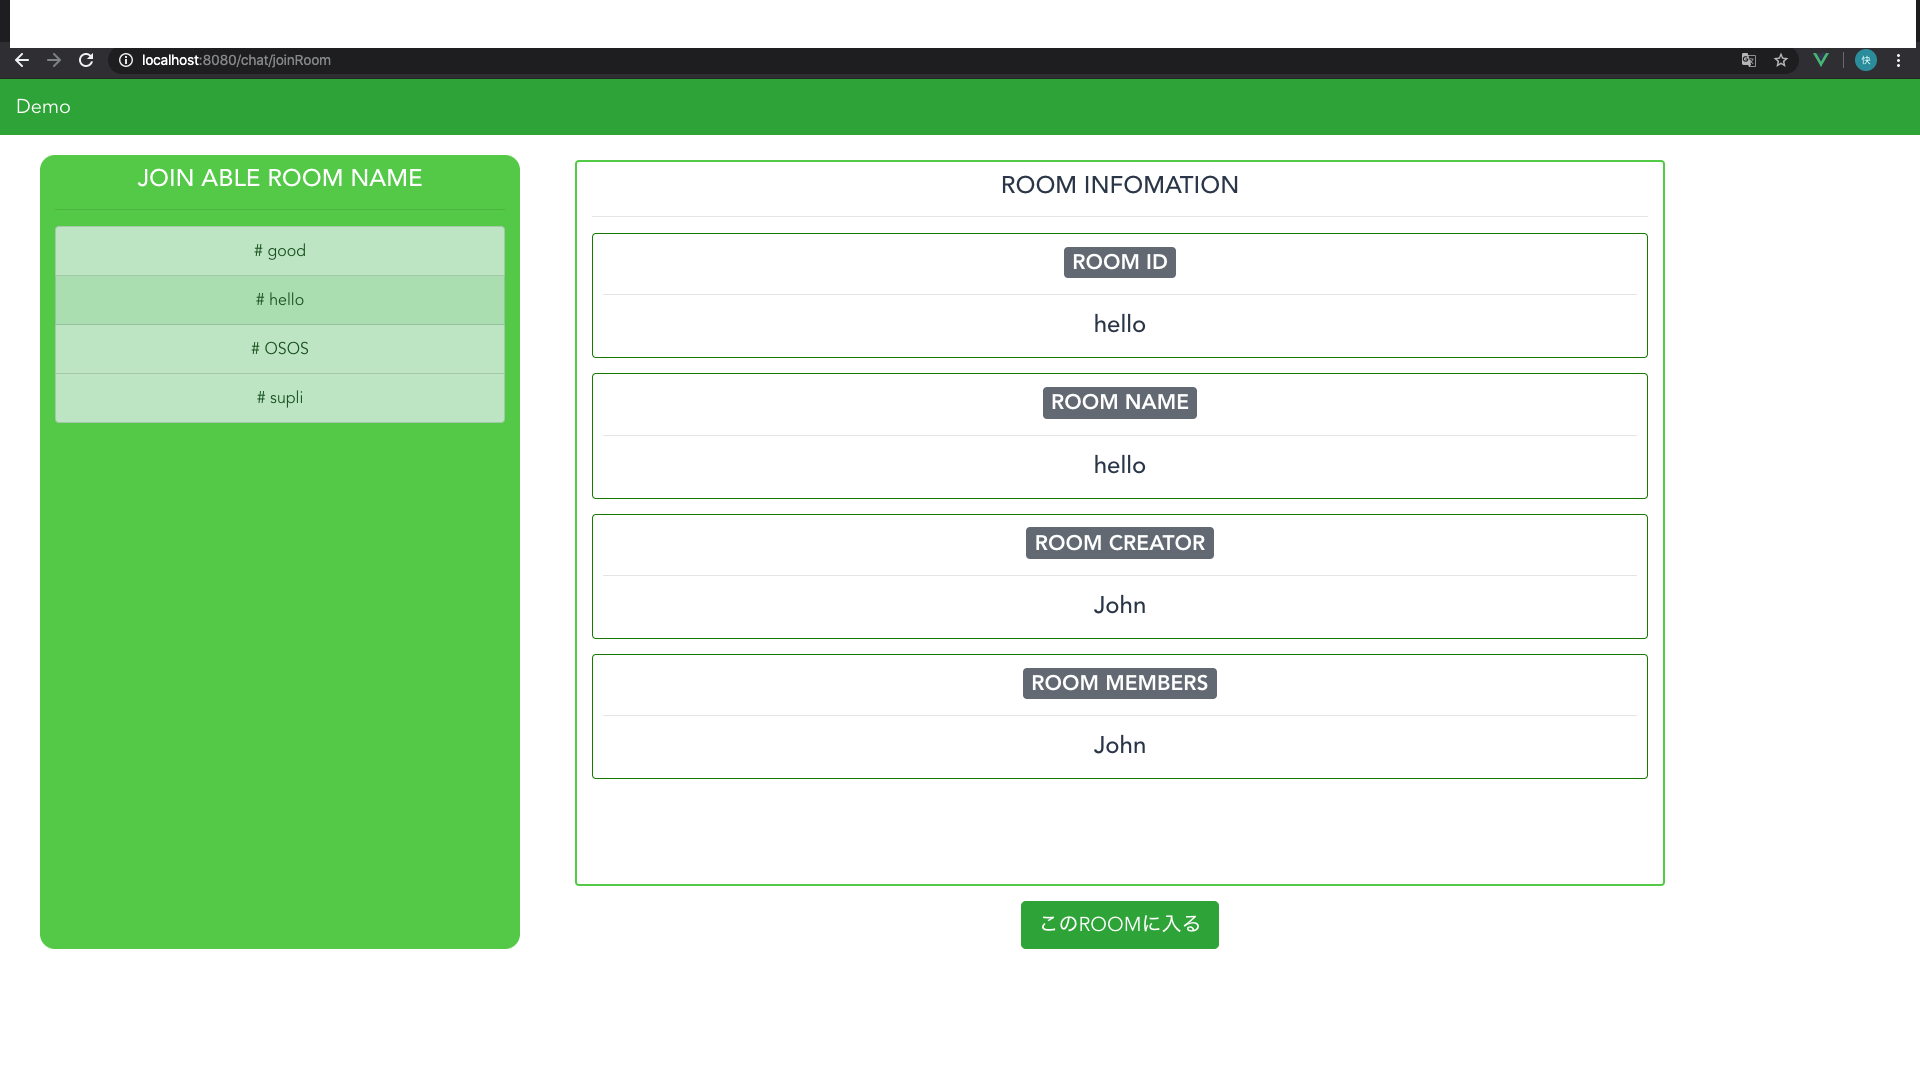 localhost:8080/chat/joinRoom
快
Demo
JOIN ABLE ROOM NAME
# good
# hello
# OSOS
# supli
ROOM INFOMATION
ROOM ID
hello
ROOM NAME
hello
ROOM CREATOR
John
ROOM MEMBERS
John
このROOMに入る